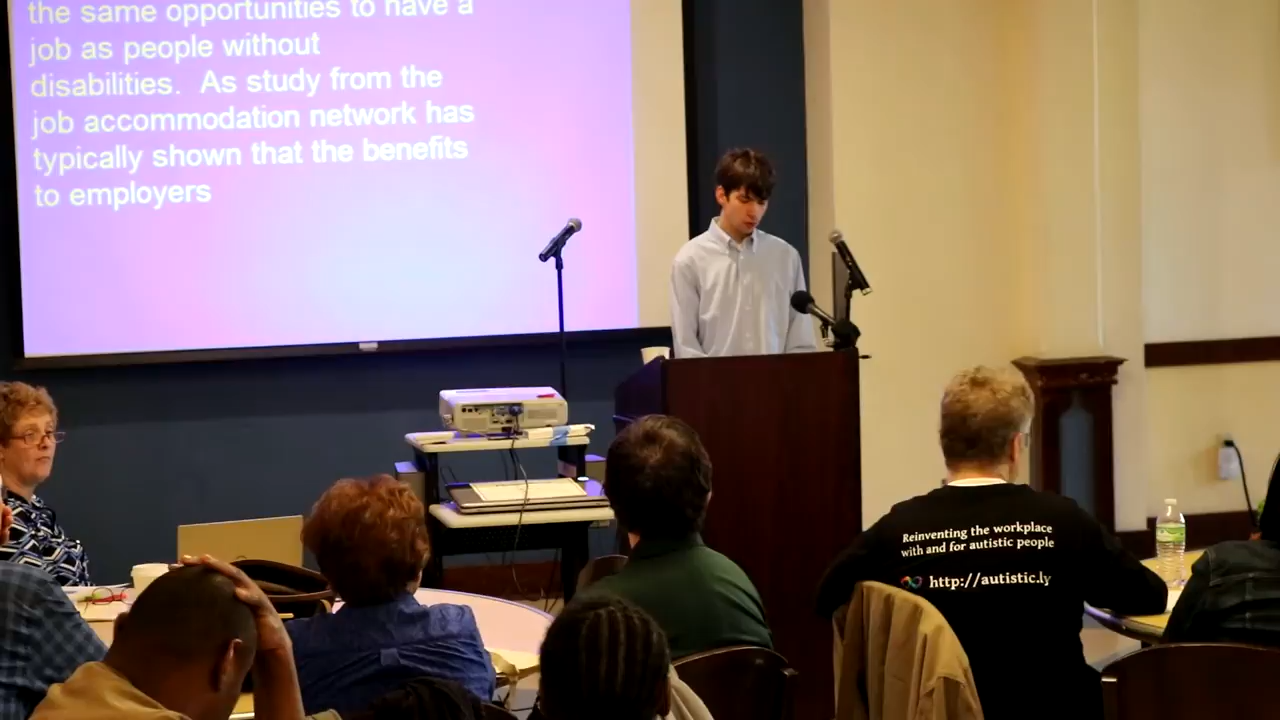 the same opportunities to have a
job as people without
disabilities. As study from the
job accommodation network has
typically shown that the benefits
to employers
Reinventing the workplace
with and for autistic people
http://autistic.ly